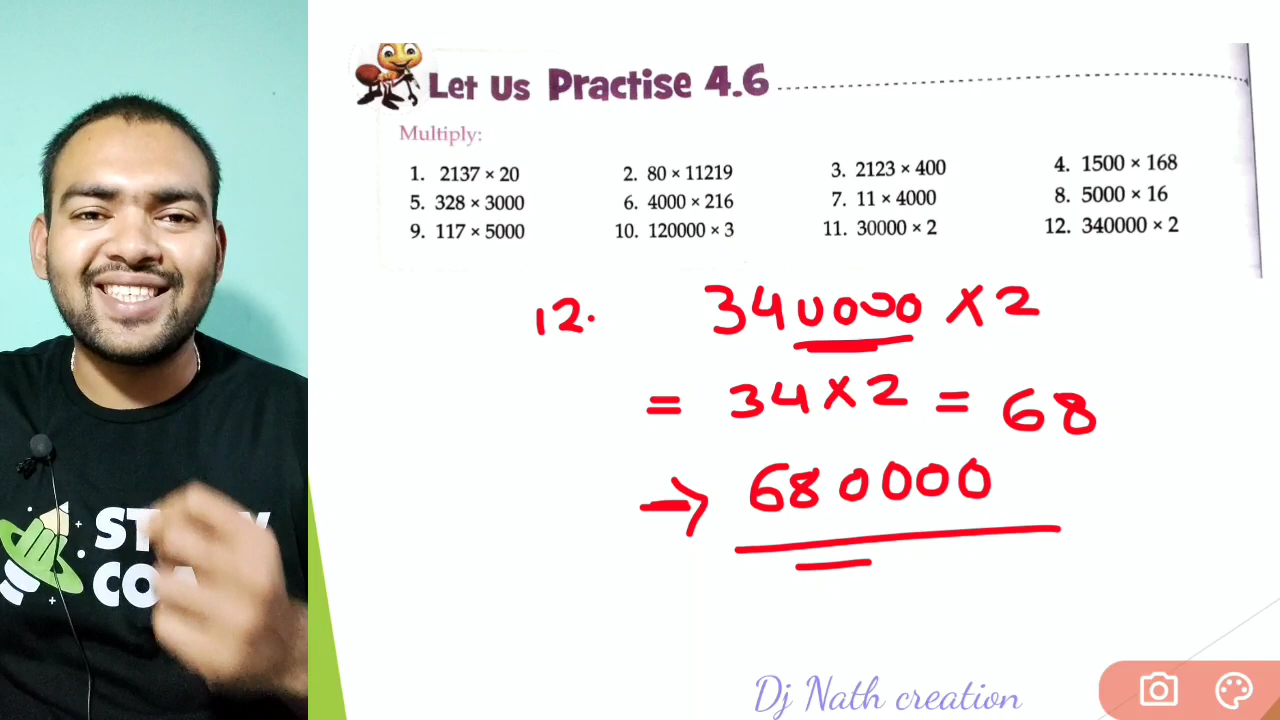 Let Us Practise 4.6
Multiply:
1. 2137 × 20 2. 80 × 11219 3. 2123 × 400 4. 1500 × 168
5. 328 × 3000 6. 4000 × 216 7. 11 × 4000 8. 5000 × 16
9. 117 × 5000 10. 120000 × 3 11. 30000 × 2 12. 340000 × 2
12. 340000 × 2
= 34 × 2 = 68
→ 680000
Dj Nath creation